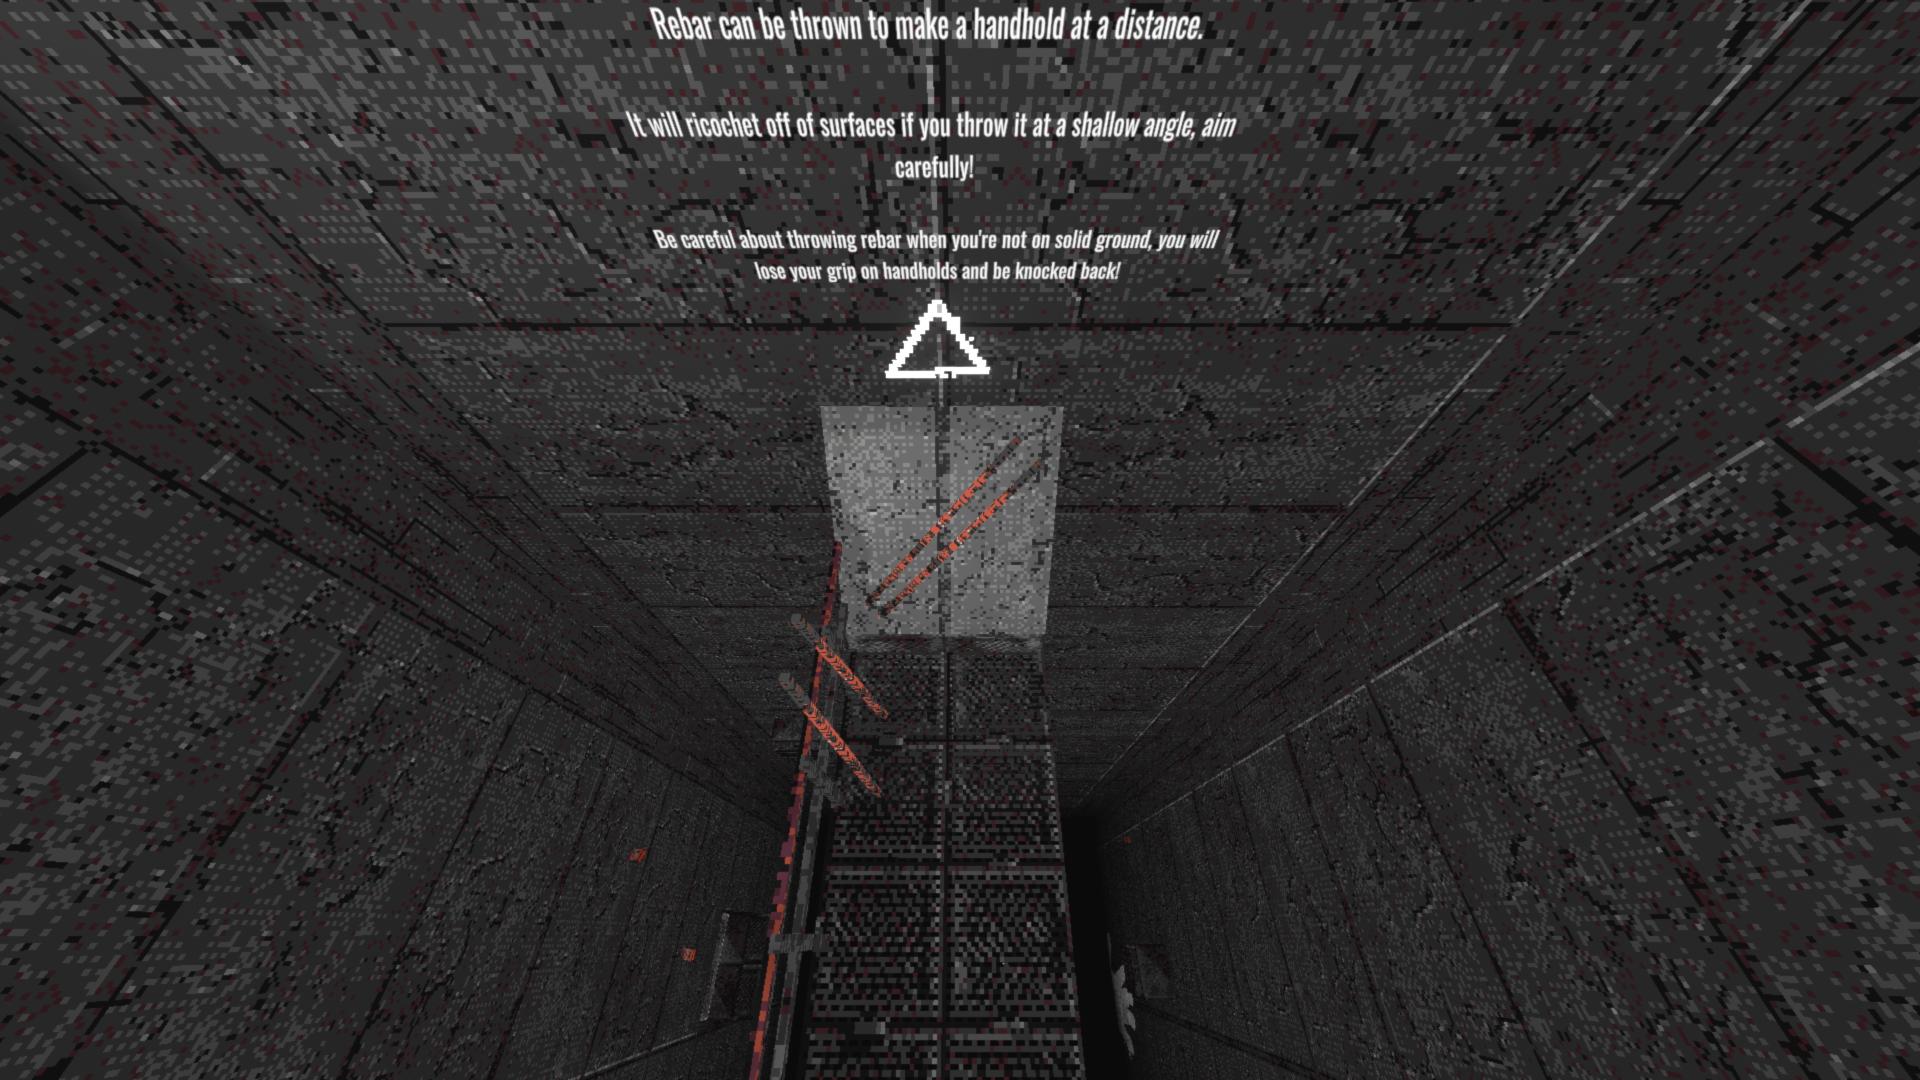 Rebar can be thrown to make a handhold at a distance.
It will ricochet off of surfaces if you throw it at a shallow angle, aim
carefully!
Be careful about throwing rebar when you're not on solid ground, you will
lose your grip on handholds and be knocked back!